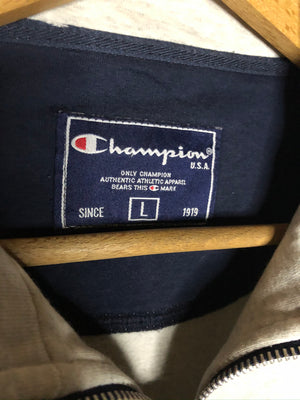 Champion®
U.S.A.
ONLY CHAMPION
AUTHENTIC ATHLETIC APPAREL
BEARS THIS C MARK
SINCE L 1919